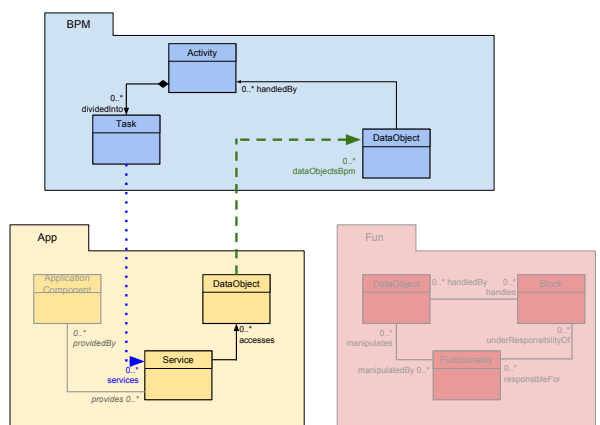 BPM
Activity
0..*
dividedInto
0..* handledBy
Task
DataObject
0..*
dataObjectsBpm
App
Fun
Application
Component
DataObject
DataObject
0..* handledBy
0..*
handles
Block
0..*
providedBy
0..*
accesses
0..*
manipulates
0..*
underResponsibilityOf
Service
Functionality
0..*
services
manipulatedBy 0..*
0..*
responsibleFor
provides 0..*